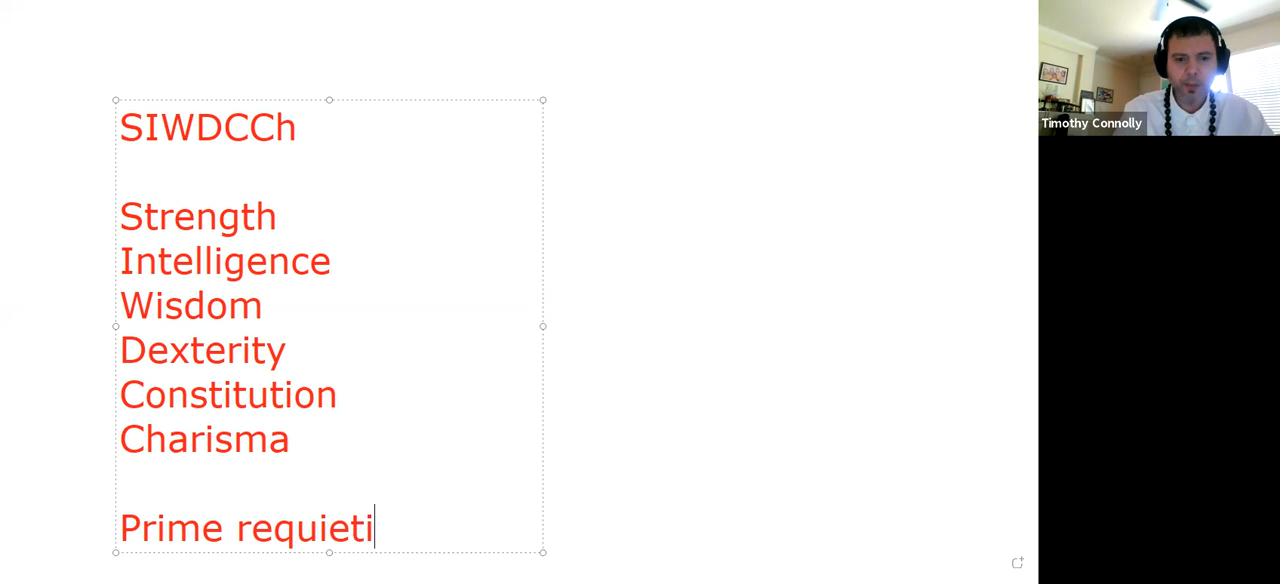 SIWDCCh
Strength
Intelligence
Wisdom
Dexterity
Constitution
Charisma
Prime requieti
Timothy Connolly